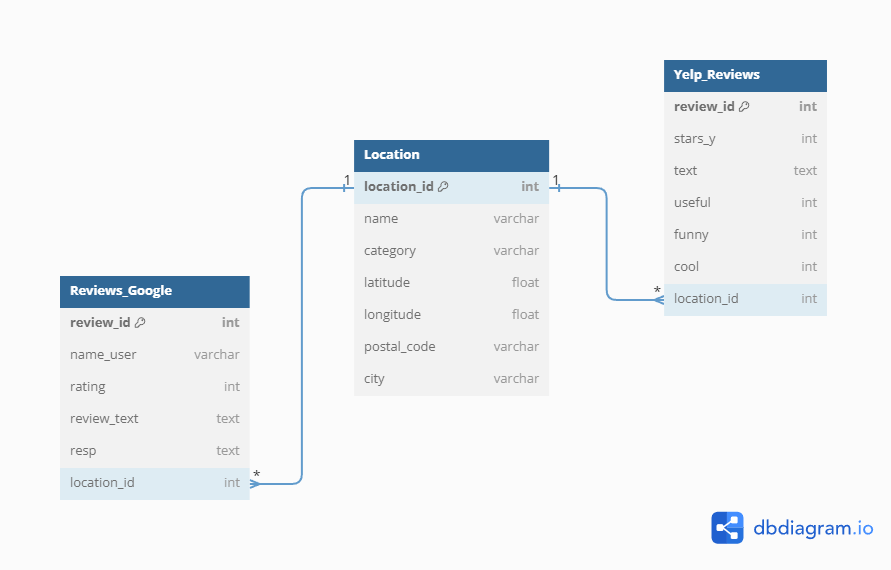 Yelp_Reviews
review_id int
stars_y int
text text
useful int
funny int
cool int
location_id int
*
Location
1 location_id int 1
name varchar
category varchar
latitude float
longitude float
postal_code varchar
city varchar
Reviews_Google
review_id int
name_user varchar
rating int
review_text text
resp text
location_id int
*
dbdiagram.io